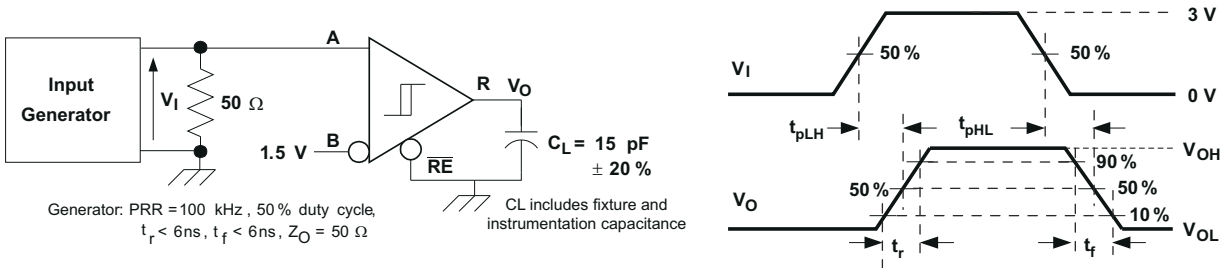 Input
Generator
V_I
50 Ω
A
1.5 V
B
R
V_O
RE
C_L = 15 pF
± 20 %
Generator: PRR = 100 kHz, 50 % duty cycle,
t_r < 6ns, t_f < 6ns, Z_O = 50 Ω
CL includes fixture and
instrumentation capacitance
3 V
50 %
50 %
V_I
0 V
t_pLH
t_pHL
V_OH
90 %
50 %
50 %
V_O
10 %
V_OL
t_r
t_f